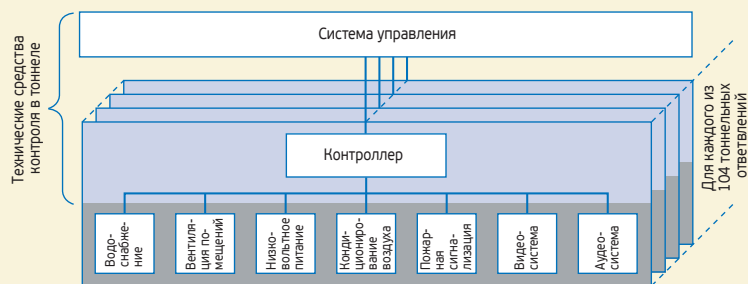 Система управления
Технические средства
контроля в тоннеле
Контроллер
Для каждого из
104 тоннельных
ответвлений
Водо-
снабже-
ние
Вентиля-
ция по-
мещений
Низко-
вольтное
питание
Конди-
циониро-
вание
воздуха
Пожар-
ная
сигна-
лизация
Видео-
система
Аудео-
система